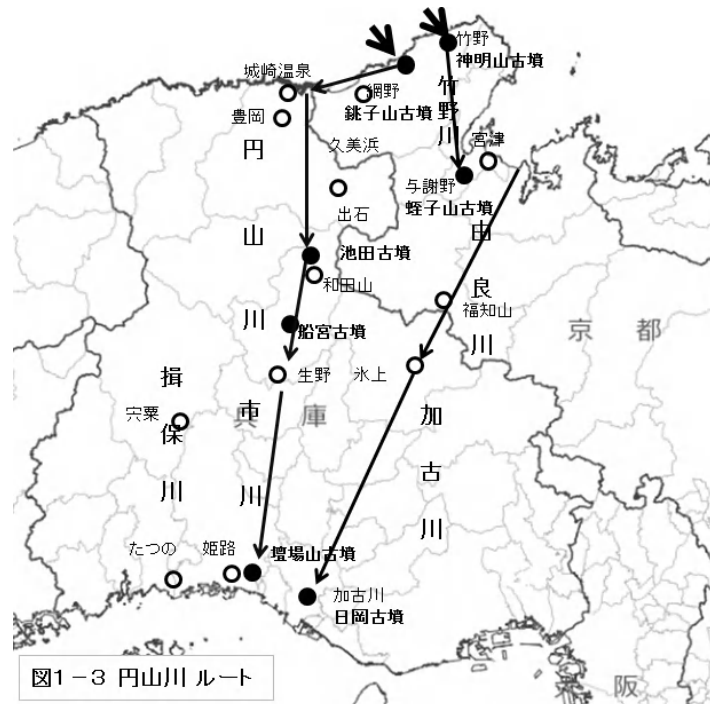 竹野
神明山古墳
城崎温泉
網野
銚子山古墳
竹野川
豊岡
久美浜
宮津
与謝野
蛭子山古墳
出石
円山川
池田古墳
和田山
由良川
福知山
船宮古墳
京都
生野
氷上
揖保川
宍粟
兵庫
市川
加古川
たつの
姫路
壇場山古墳
加古川
日岡古墳
図1-3 円山川 ルート
阪